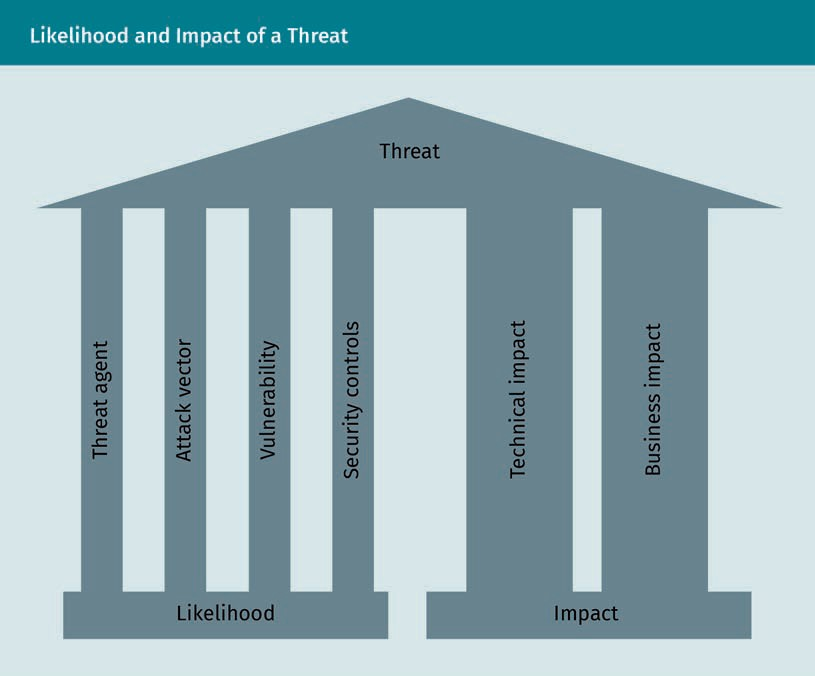 Likelihood and Impact of a Threat
Threat
Threat agent
Attack vector
Vulnerability
Security controls
Technical impact
Business impact
Likelihood
Impact